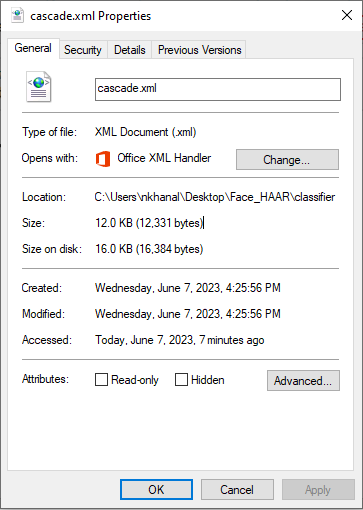 cascade.xml Properties
General Security Details Previous Versions
cascade.xml
Type of file: XML Document (.xml)
Opens with: Office XML Handler Change...
Location: C:\Users\nkhanal\Desktop\Face_HAAR\classifier
Size: 12.0 KB (12,331 bytes)
Size on disk: 16.0 KB (16,384 bytes)
Created: Wednesday, June 7, 2023, 4:25:56 PM
Modified: Wednesday, June 7, 2023, 4:25:56 PM
Accessed: Today, June 7, 2023, 7 minutes ago
Attributes: Read-only Hidden Advanced...
OK Cancel Apply